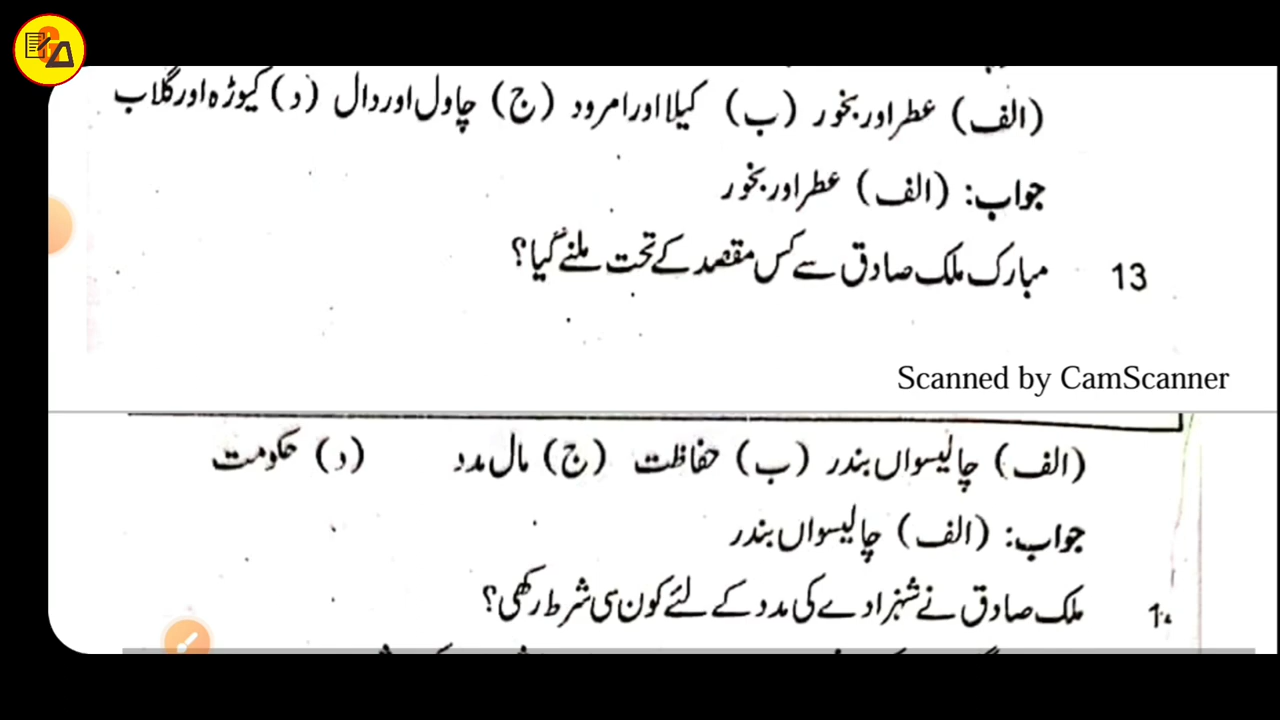 (الف) عطر اور بخور (ب) کیلا اور امرود (ج) چاول اور دال (د) کیوڑہ اور گلاب
جواب: (الف) عطر اور بخور
13 مبارک ملک صادق سے کس مقصد کے تحت ملنے گیا؟
Scanned by CamScanner
(الف) چالیسواں بندر (ب) حفاظت (ج) مال مدد (د) حکومت
جواب: (الف) چالیسواں بندر
ملک صادق نے شہزادے کی مدد کے لئے کون سی شرط رکھی؟